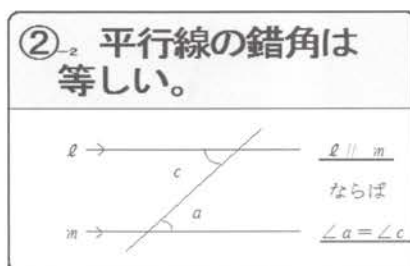 ②-2 平行線の錯角は
等しい。
ℓ
c
ℓ // m
ならば
a
m
∠a=∠c